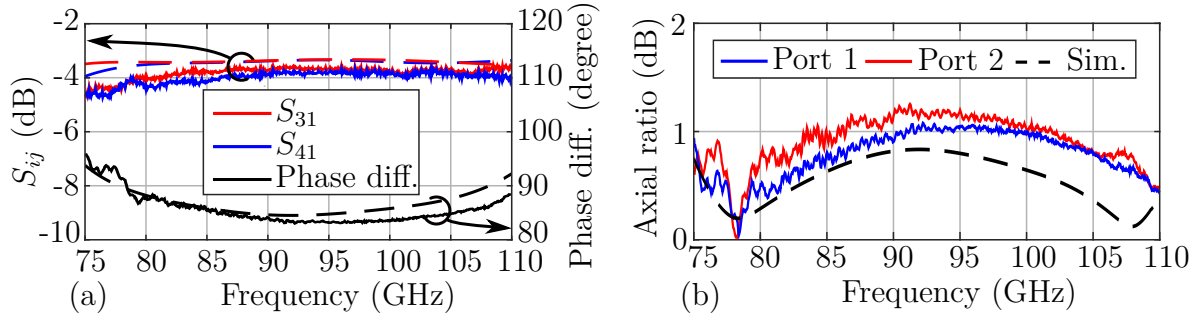 -2
-4
-6
-8
-10
S_ij (dB)
120
110
100
90
80
Phase diff. (degree)
S_31
S_41
Phase diff.
75 80 85 90 95 100 105 110
Frequency (GHz)
(a)
2
1
0
Axial ratio (dB)
Port 1 Port 2 Sim.
75 80 85 90 95 100 105 110
Frequency (GHz)
(b)